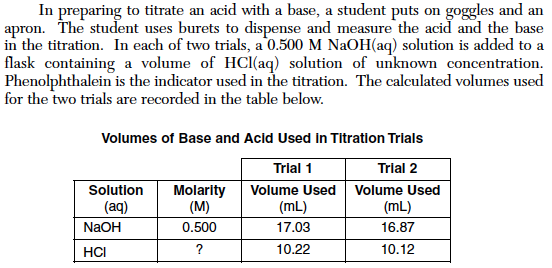 In preparing to titrate an acid with a base, a student puts on goggles and an
apron. The student uses burets to dispense and measure the acid and the base
in the titration. In each of two trials, a 0.500 M NaOH(aq) solution is added to a
flask containing a volume of HCl(aq) solution of unknown concentration.
Phenolphthalein is the indicator used in the titration. The calculated volumes used
for the two trials are recorded in the table below.
Volumes of Base and Acid Used in Titration Trials
Trial 1 Trial 2
Solution Molarity Volume Used Volume Used
(aq) (M) (mL) (mL)
NaOH 0.500 17.03 16.87
HCl ? 10.22 10.12